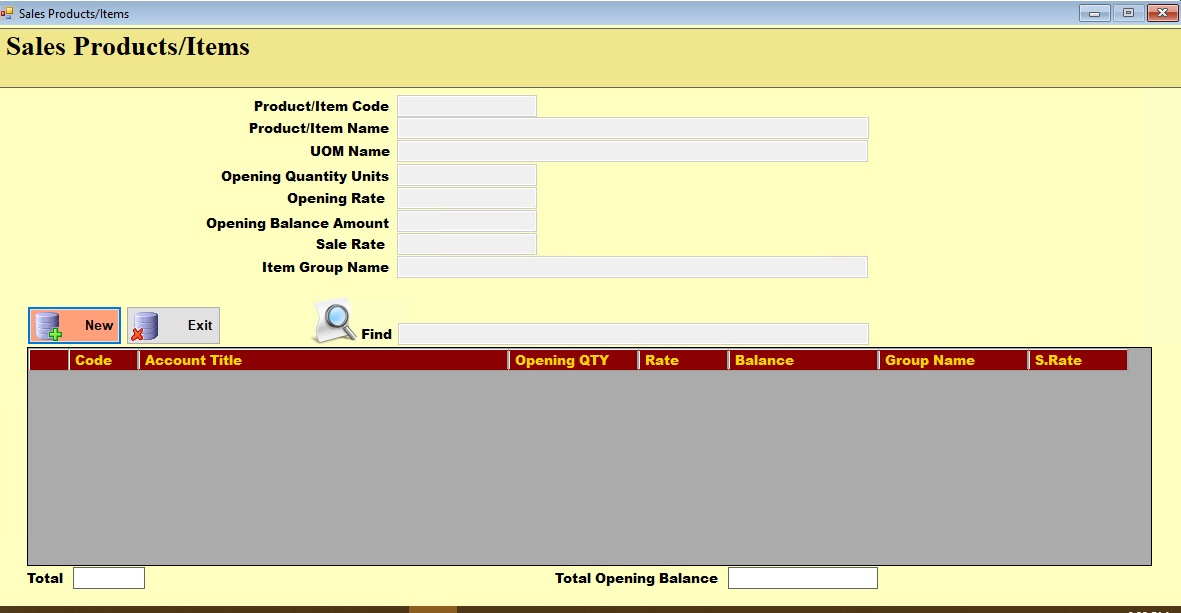 Sales Products/Items
Sales Products/Items
Product/Item Code
Product/Item Name
UOM Name
Opening Quantity Units
Opening Rate
Opening Balance Amount
Sale Rate
Item Group Name
New Exit Find
Code Account Title Opening QTY Rate Balance Group Name S.Rate
Total Total Opening Balance